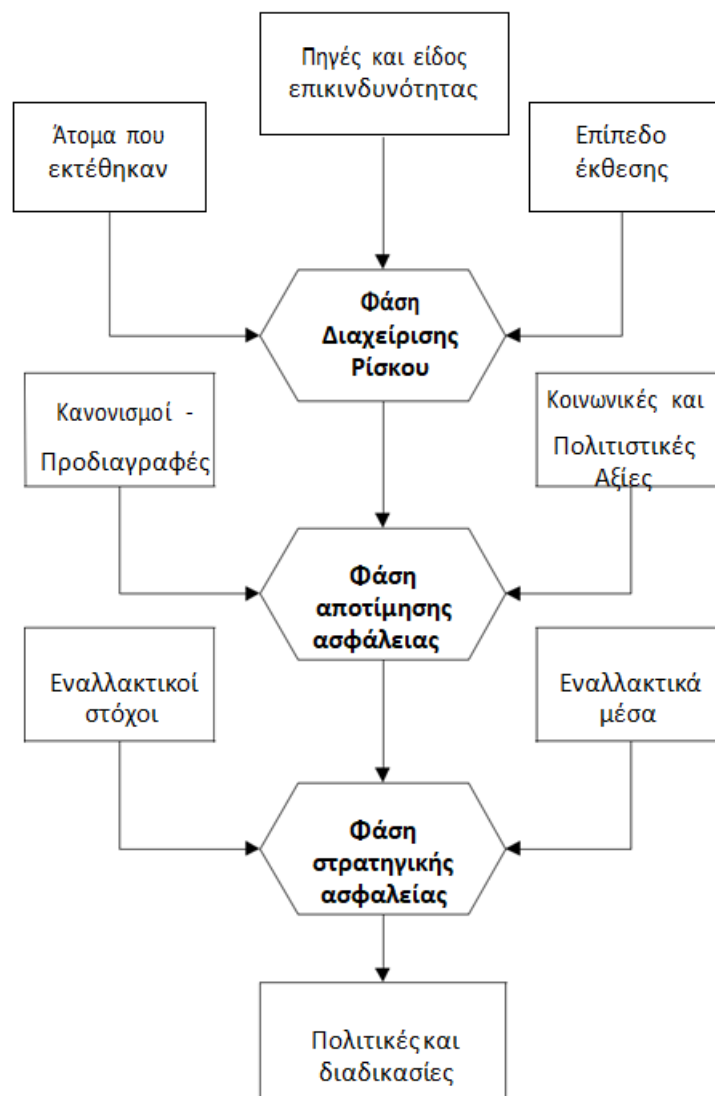 Πηγές και είδος
επικινδυνότητας
Άτομα που
εκτέθηκαν
Επίπεδο
έκθεσης
Φάση
Διαχείρισης
Ρίσκου
Κανονισμοί -
Προδιαγραφές
Κοινωνικές και
Πολιτιστικές
Αξίες
Φάση
αποτίμησης
ασφάλειας
Εναλλακτικοί
στόχοι
Εναλλακτικά
μέσα
Φάση
στρατηγικής
ασφαλείας
Πολιτικές και
διαδικασίες